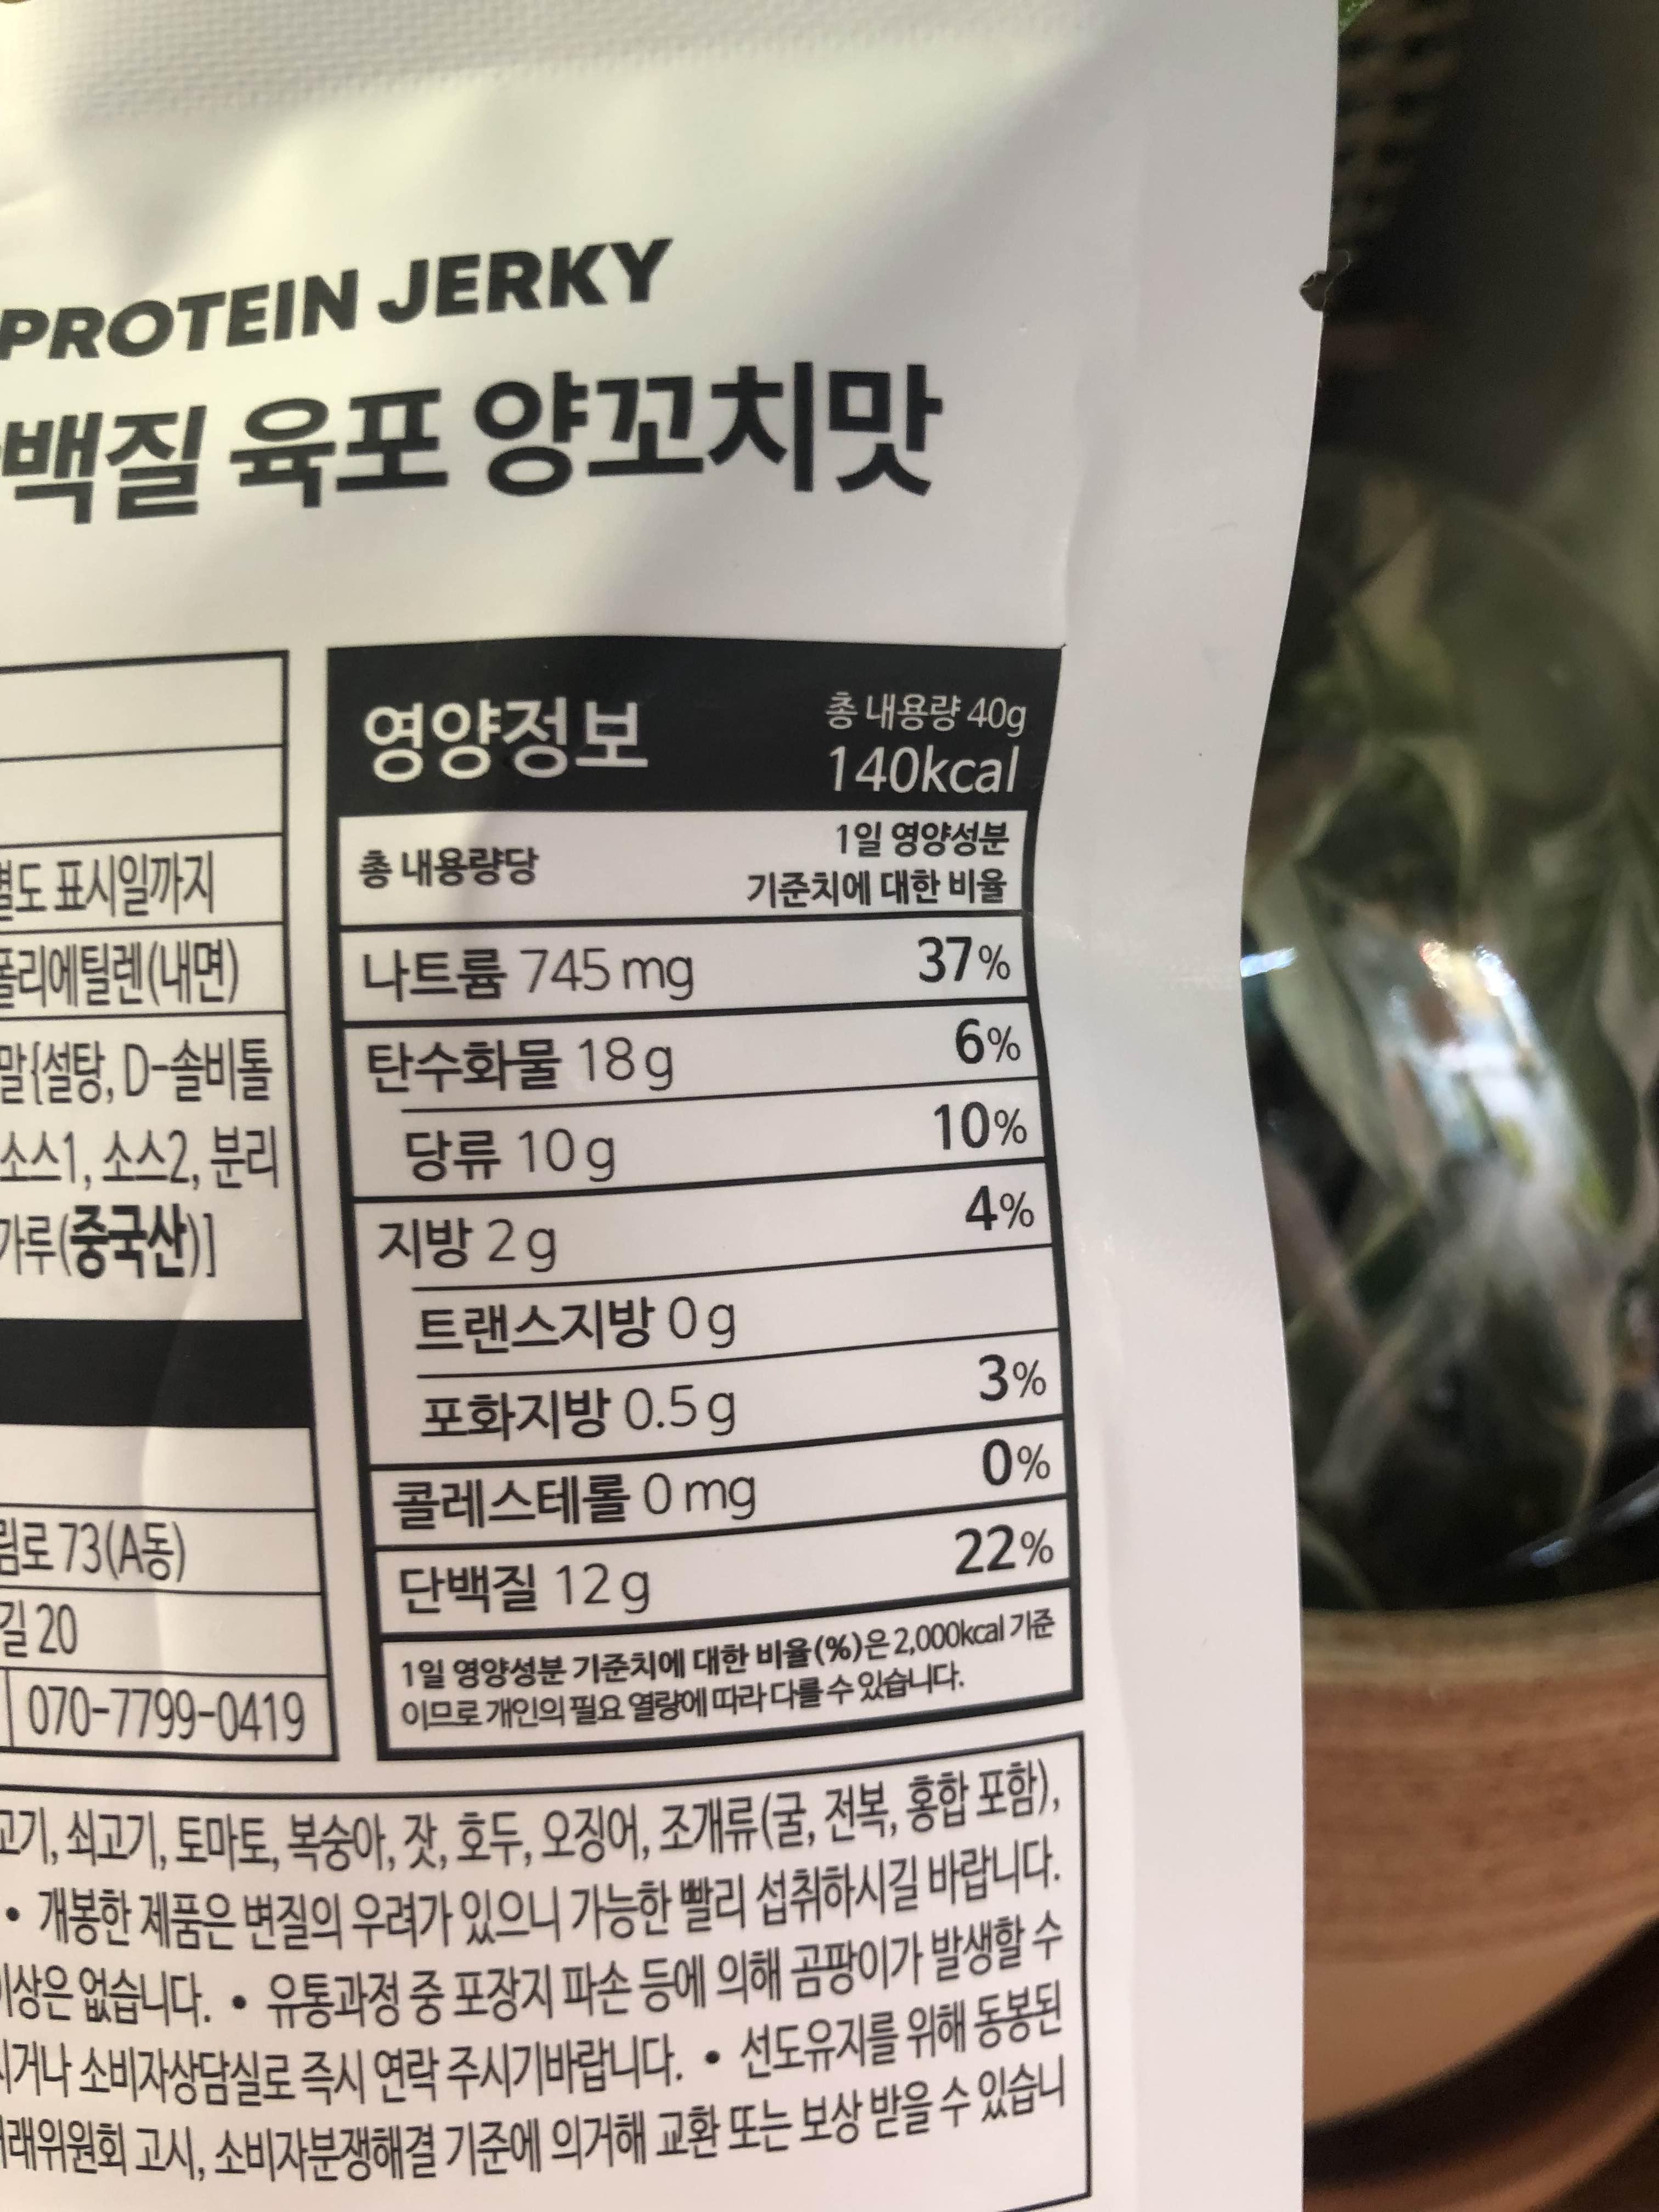 PROTEIN JERKY
백질 육포 양꼬치맛
영양정보
총 내용량 40g
140kcal
총 내용량당
1일 영양성분
기준치에 대한 비율
나트륨 745 mg 37%
탄수화물 18 g 6%
당류 10 g 10%
지방 2 g 4%
트랜스지방 0 g
포화지방 0.5 g 3%
콜레스테롤 0 mg 0%
단백질 12 g 22%
1일 영양성분 기준치에 대한 비율(%)은 2,000kcal 기준
이므로 개인의 필요 열량에 따라 다를 수 있습니다.
표시일까지
(내면)
{설탕, D-솔비톨
소스1, 소스2, 분리
가루(중국산)]
73(A동)
길 20
070-7799-0419
고기, 쇠고기, 토마토, 복숭아, 잣, 호두, 오징어, 조개류(굴, 전복, 홍합 포함),
• 개봉한 제품은 변질의 우려가 있으니 가능한 빨리 섭취하시길 바랍니다.
이상은 없습니다. • 유통과정 중 포장지 파손 등에 의해 곰팡이가 발생할 수
시거나 소비자상담실로 즉시 연락 주시기바랍니다. • 선도유지를 위해 동봉된
래위원회 고시, 소비자분쟁해결 기준에 의거해 교환 또는 보상 받을 수 있습니